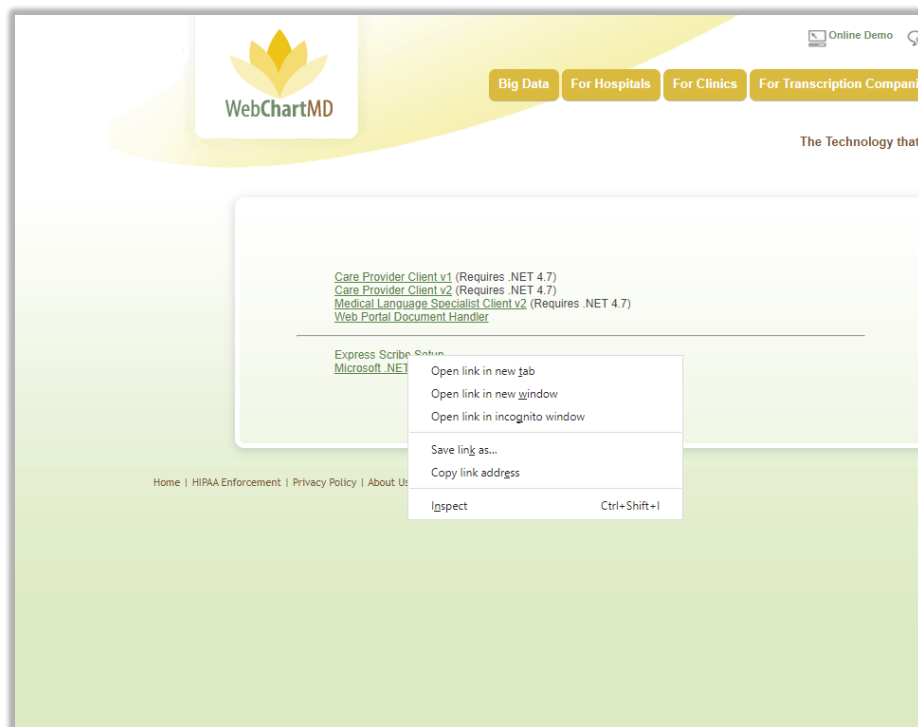 Online Demo
WebChartMD
Big Data For Hospitals For Clinics For Transcription Compani
The Technology that
Care Provider Client v1 (Requires .NET 4.7)
Care Provider Client v2 (Requires .NET 4.7)
Medical Language Specialist Client v2 (Requires .NET 4.7)
Web Portal Document Handler
Express Scribe Setup
Microsoft .NET
Open link in new tab
Open link in new window
Open link in incognito window
Save link as...
Copy link address
Inspect Ctrl+Shift+I
Home | HIPAA Enforcement | Privacy Policy | About Us